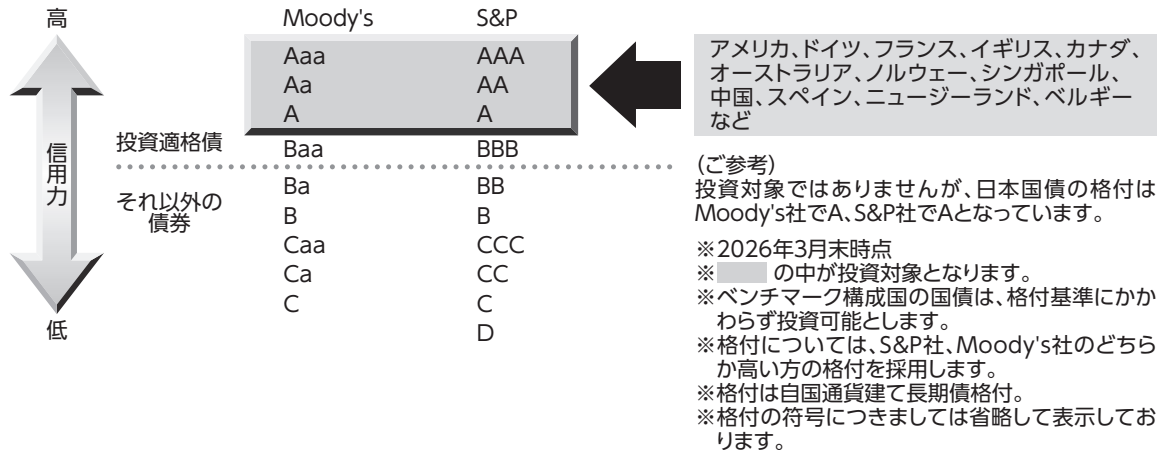 高
信用力
低
Moody's S&P
Aaa AAA
Aa AA
A A
投資適格債 Baa BBB
それ以外の
債券
Ba BB
B B
Caa CCC
Ca CC
C C
D
アメリカ、ドイツ、フランス、イギリス、カナダ、
オーストラリア、ノルウェー、シンガポール、
中国、スペイン、ニュージーランド、ベルギー
など
(ご参考)
投資対象ではありませんが、日本国債の格付は
Moody's社でA、S&P社でAとなっています。
※2026年3月末時点
※ の中が投資対象となります。
※ベンチマーク構成国の国債は、格付基準にかか
わらず投資可能とします。
※格付については、S&P社、Moody's社のどちら
か高い方の格付を採用します。
※格付は自国通貨建て長期債格付。
※格付の符号につきましては省略して表示してお
ります。